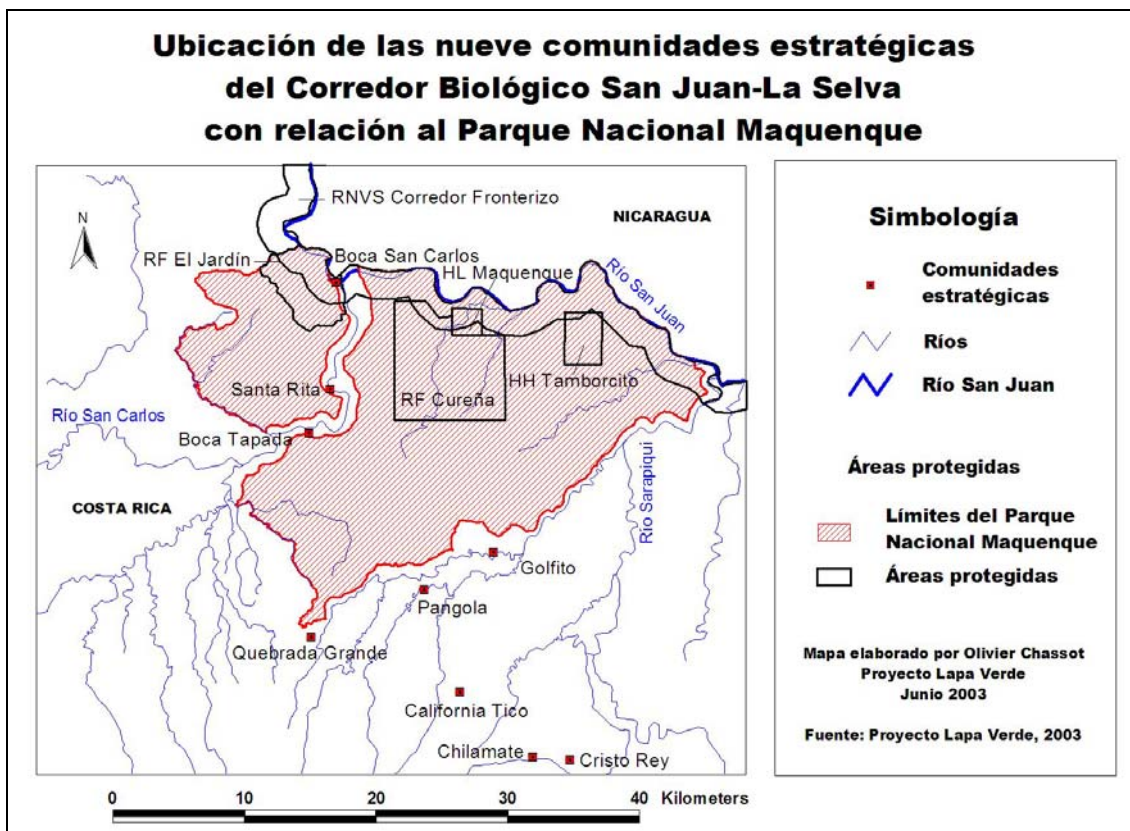 Ubicación de las nueve comunidades estratégicas
del Corredor Biológico San Juan-La Selva
con relación al Parque Nacional Maquenque
RNVS Corredor Fronterizo
NICARAGUA
N
RF El Jardín
Boca San Carlos
HL Maquenque
Río San Juan
Santa Rita
RF Cureña
HH Tamborcito
Río San Carlos
Boca Tapada
COSTA RICA
Río Sarapiquí
Golfito
Pangola
Quebrada Grande
California Tico
Chilamate
Cristo Rey
0 10 20 30 40 Kilometers
Simbología
Comunidades
estratégicas
Ríos
Río San Juan
Áreas protegidas
Límites del Parque
Nacional Maquenque
Áreas protegidas
Mapa elaborado por Olivier Chassot
Proyecto Lapa Verde
Junio 2003
Fuente: Proyecto Lapa Verde, 2003